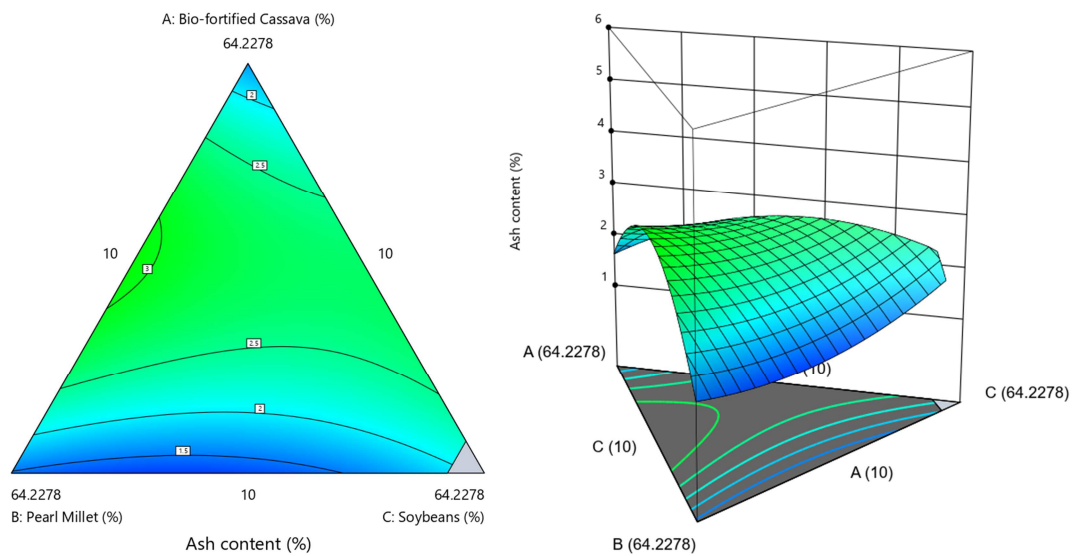 A: Bio-fortified Cassava (%)
64.2278
2
2.5
10
10
3
2.5
2
1.5
64.2278
10
64.2278
B: Pearl Millet (%)
C: Soybeans (%)
Ash content (%)
6
5
4
3
2
1
Ash content (%)
A (64.2278)
(10)
C (64.2278)
C (10)
A (10)
B (64.2278)